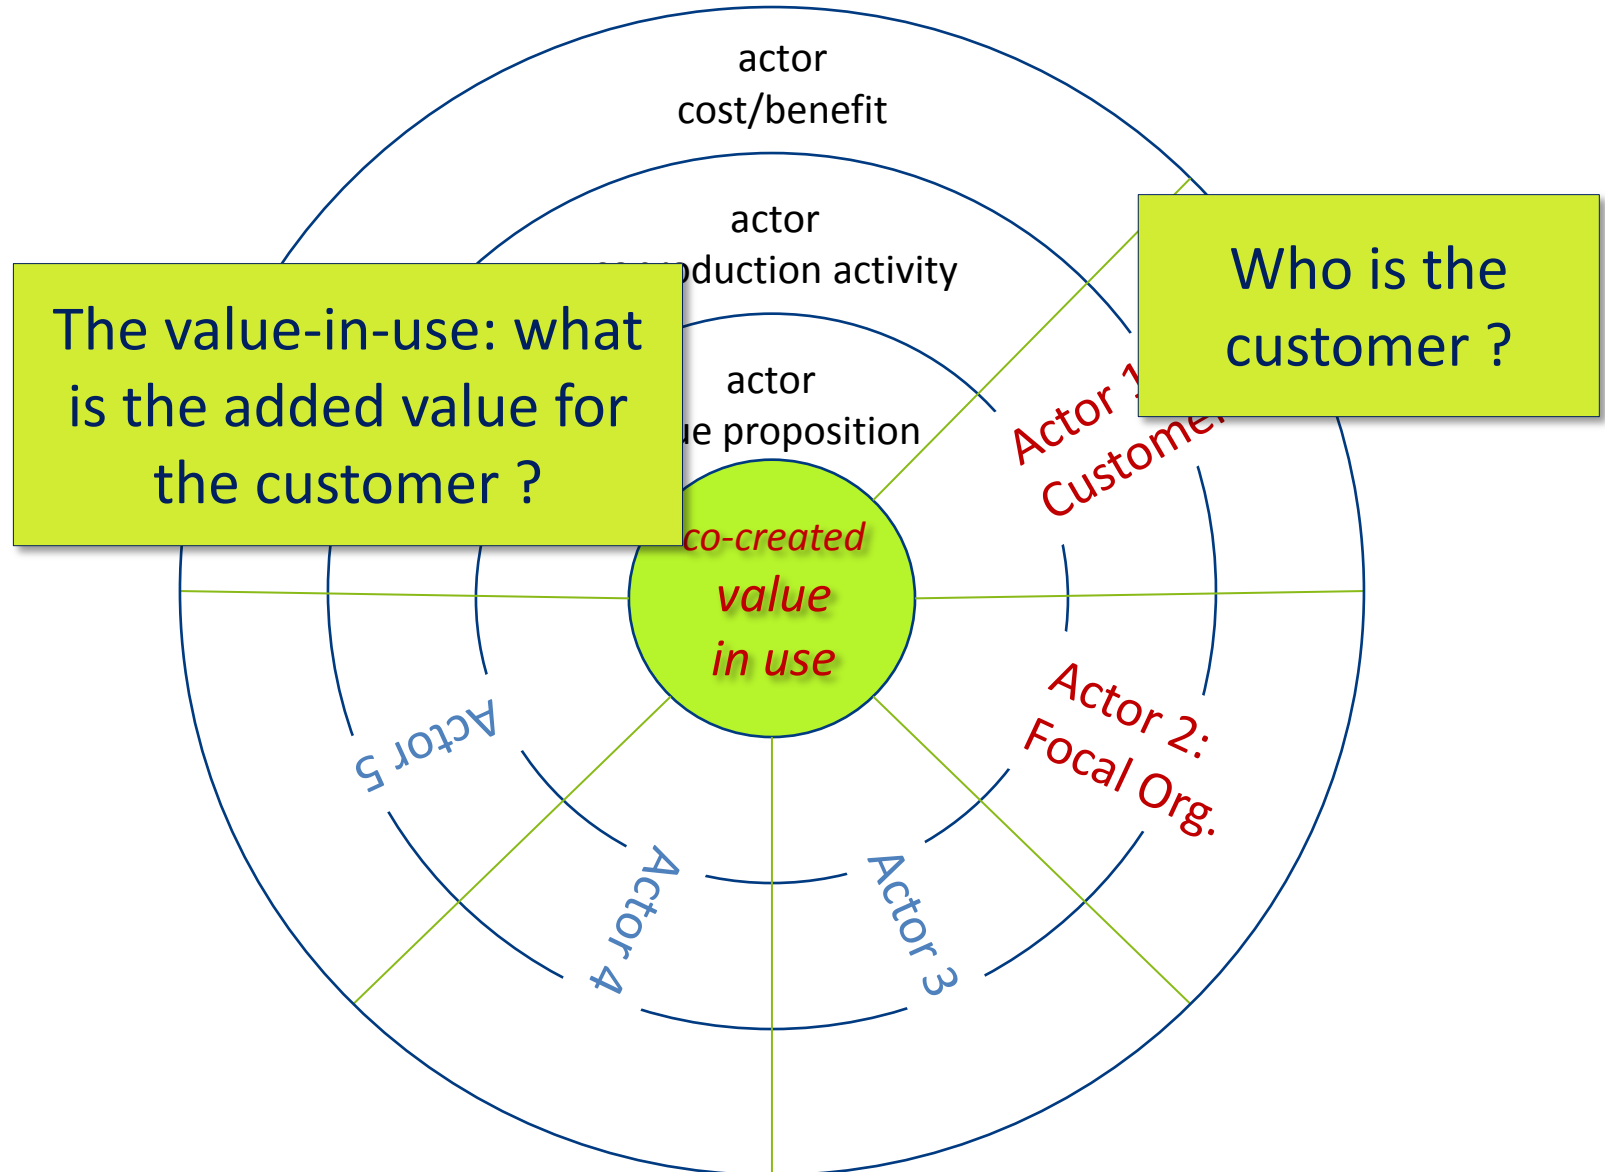 actor
cost/benefit
actor
production activity
actor
proposition
The value-in-use: what
is the added value for
the customer ?
Who is the
customer ?
co-created
value
in use
Actor 1
Customer
Actor 2:
Focal Org.
Actor 3
Actor 4
Actor 5